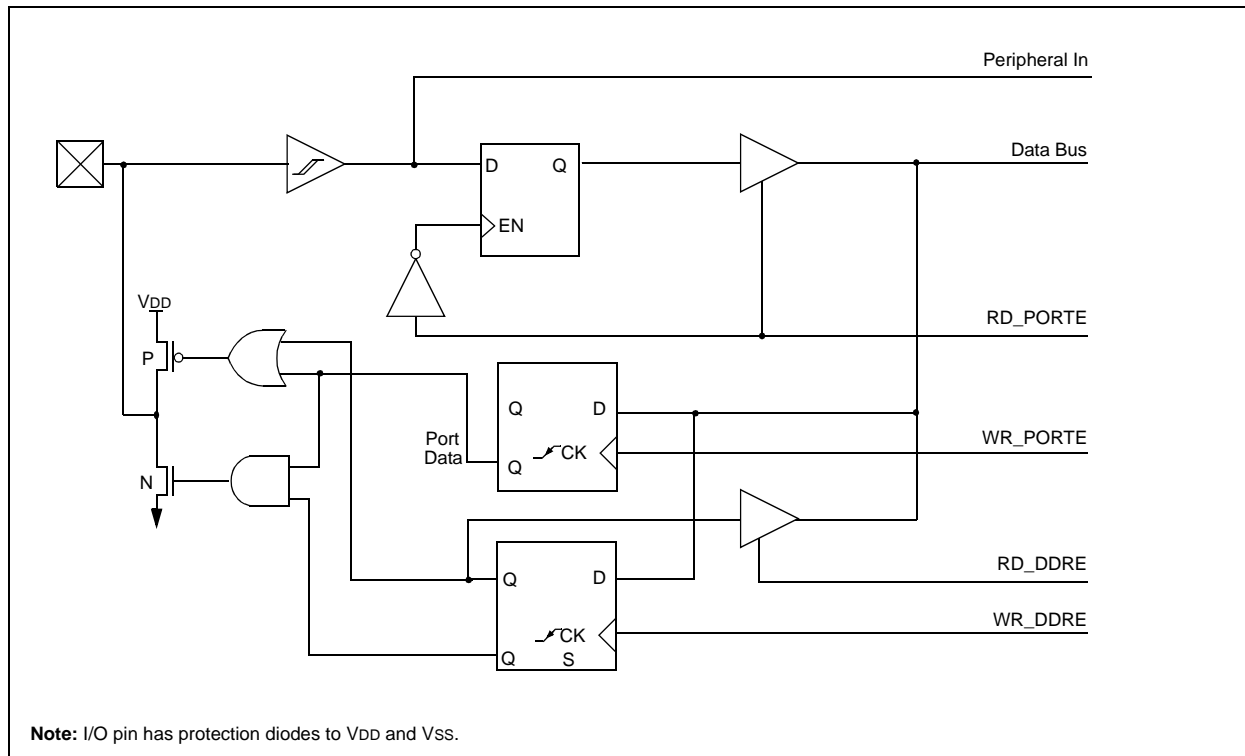 Peripheral In
D
Q
Data Bus
EN
VDD
RD_PORTE
P
Q
D
Port
Data
WR_PORTE
CK
Q
N
RD_DDRE
Q
D
WR_DDRE
CK
Q
S
Note: I/O pin has protection diodes to VDD and VSS.